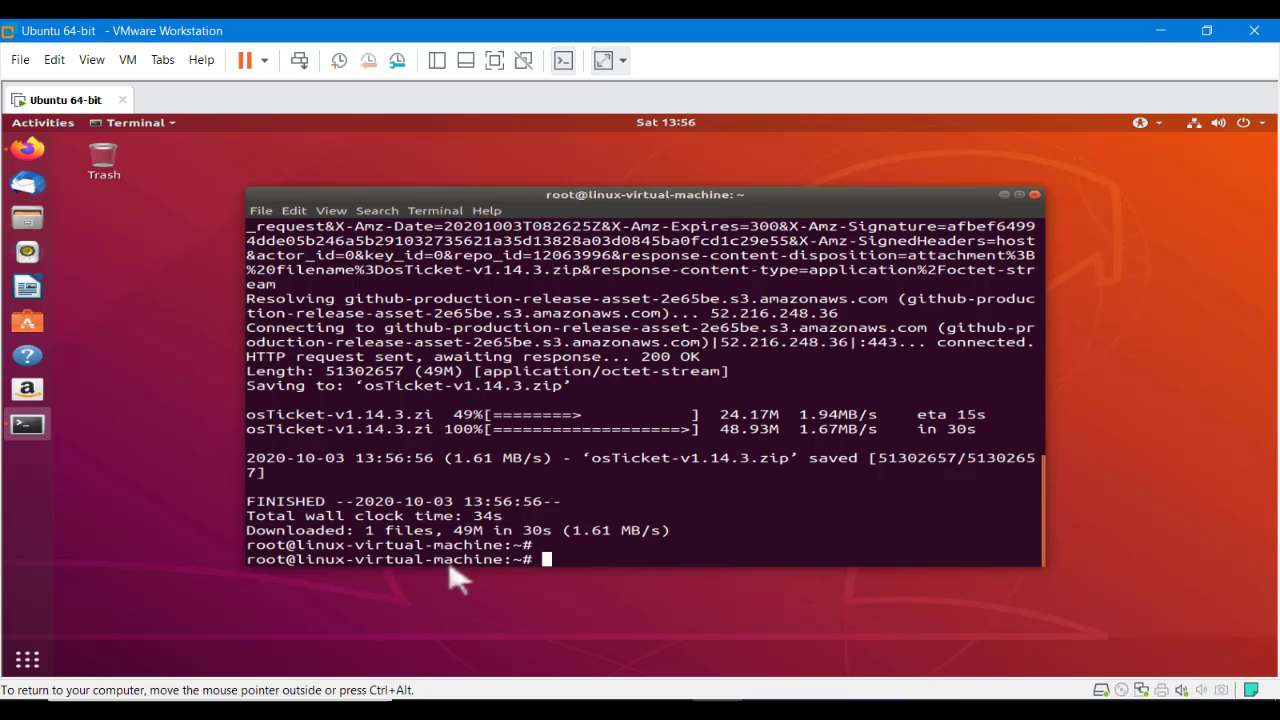 Ubuntu 64-bit - VMware Workstation
File Edit View VM Tabs Help
Ubuntu 64-bit
Activities Terminal Sat 13:56
Trash
root@linux-virtual-machine: ~
File Edit View Search Terminal Help
_request&X-Amz-Date=20201003T082625Z&X-Amz-Expires=300&X-Amz-Signature=afbef6499
4dde05b246a5b291032735621a35d13828a03d0845ba0fcd1c29e55&X-Amz-SignedHeaders=host
&actor_id=0&key_id=0&repo_id=12063996&response-content-disposition=attachment%3B
%20filename%3DosTicket-v1.14.3.zip&response-content-type=application%2Foctet-str
eam
Resolving github-production-release-asset-2e65be.s3.amazonaws.com (github-produc
tion-release-asset-2e65be.s3.amazonaws.com)... 52.216.248.36
Connecting to github-production-release-asset-2e65be.s3.amazonaws.com (github-pr
oduction-release-asset-2e65be.s3.amazonaws.com)|52.216.248.36|:443... connected.
HTTP request sent, awaiting response... 200 OK
Length: 51302657 (49M) [application/octet-stream]
Saving to: ‘osTicket-v1.14.3.zip’
osTicket-v1.14.3.zi 49%[========> ] 24.17M 1.94MB/s eta 15s
osTicket-v1.14.3.zi 100%[===================>] 48.93M 1.67MB/s in 30s
2020-10-03 13:56:56 (1.61 MB/s) - ‘osTicket-v1.14.3.zip’ saved [51302657/5130265
7]
FINISHED --2020-10-03 13:56:56--
Total wall clock time: 34s
Downloaded: 1 files, 49M in 30s (1.61 MB/s)
root@linux-virtual-machine:~#
root@linux-virtual-machine:~#
To return to your computer, move the mouse pointer outside or press Ctrl+Alt.